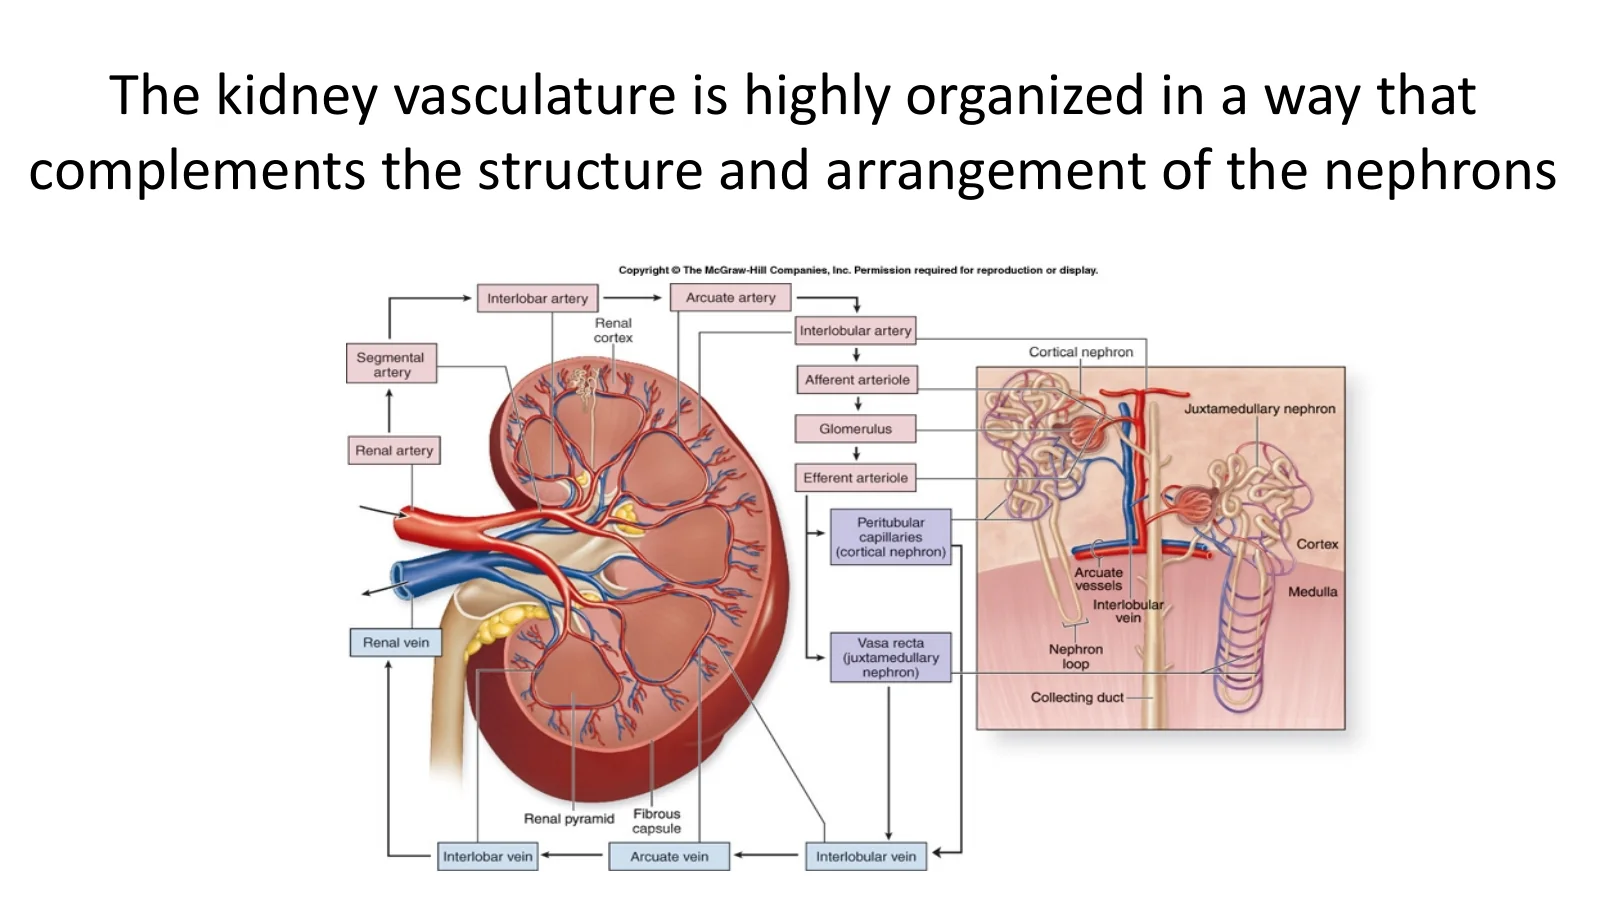 The kidney vasculature is highly organized in a way that
complements the structure and arrangement of the nephrons
Copyright © The McGraw-Hill Companies, Inc. Permission required for reproduction or display.
Interlobar artery
Arcuate artery
Interlobular artery
Renal
cortex
Segmental
artery
Cortical nephron
Afferent arteriole
Juxtamedullary nephron
Glomerulus
Renal artery
Efferent arteriole
Peritubular
capillaries
(cortical nephron)
Cortex
Arcuate
vessels
Medulla
Interlobular
vein
Renal vein
Vasa recta
(juxtamedullary
nephron)
Nephron
loop
Collecting duct
Renal pyramid
Fibrous
capsule
Interlobar vein
Arcuate vein
Interlobular vein